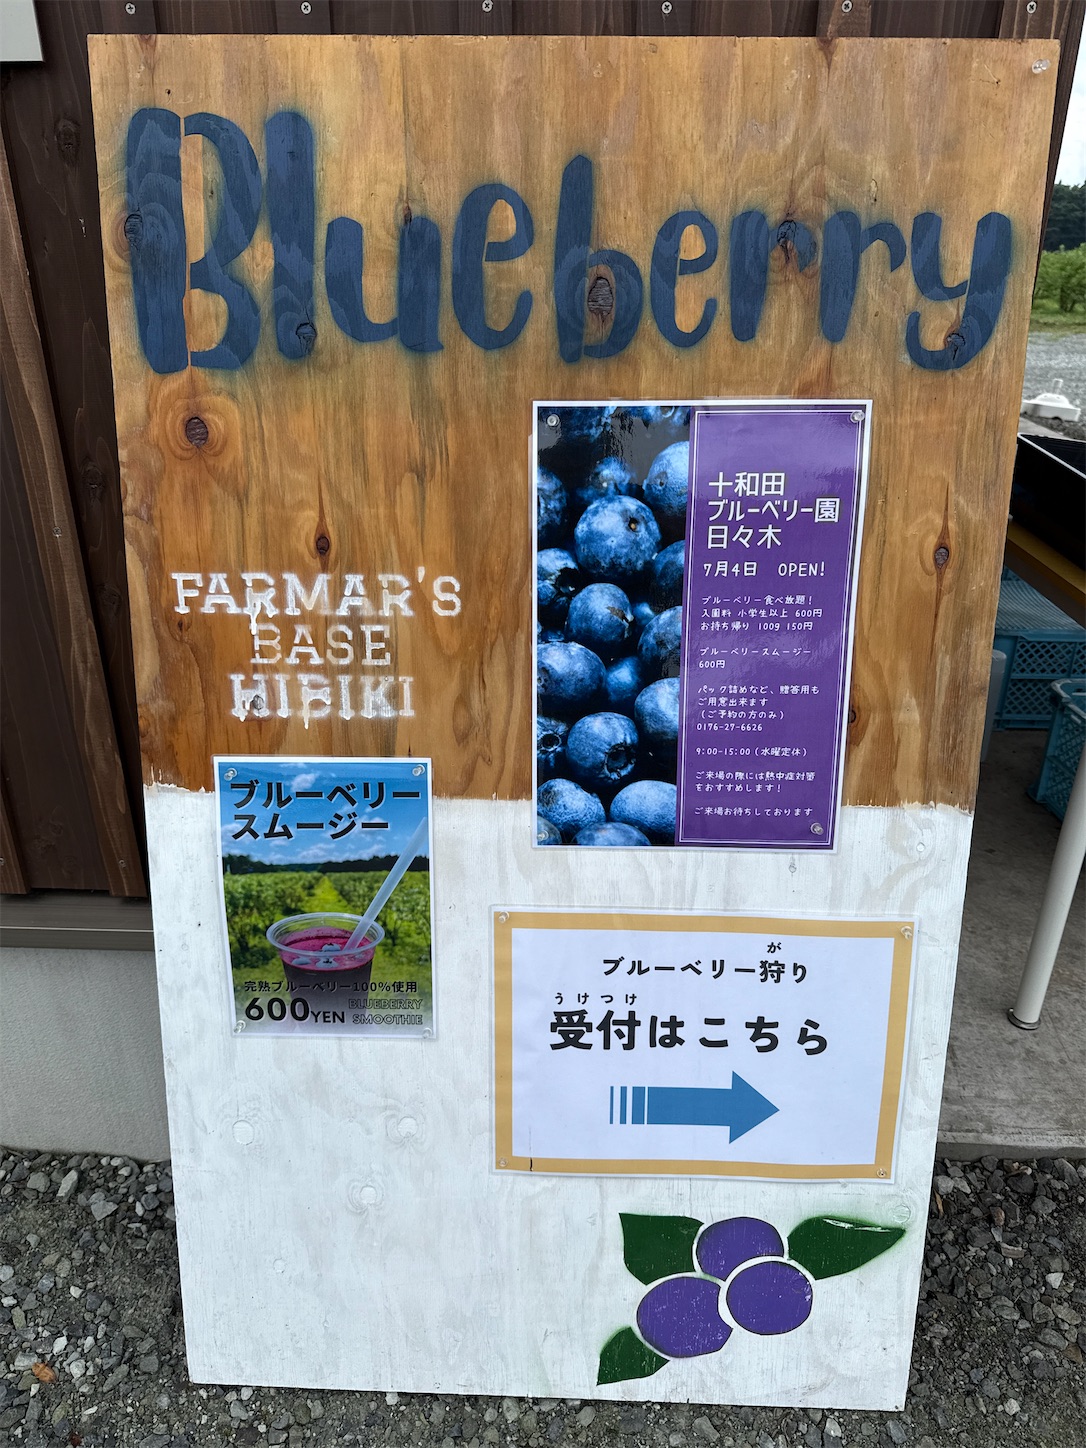 Blueberry
十和田
ブルーベリー園
日々木
7月4日 OPEN!
ブルーベリー食べ放題！
入園料 小学生以上 600円
お持ち帰り 100g 150円
ブルーベリースムージー
600円
パック詰めなど、贈答用も
ご用意出来ます
（ご予約の方のみ）
0176-27-6626
9:00-15:00（水曜定休）
ご来場の際には熱中症対策
をおすすめします！
ご来場お待ちしております
FARMAR'S
BASE
HIBIKI
ブルーベリー
スムージー
完熟ブルーベリー100%使用
600YEN
BLUEBERRY
SMOOTHIE
が
ブルーベリー狩り
うけつけ
受付はこちら